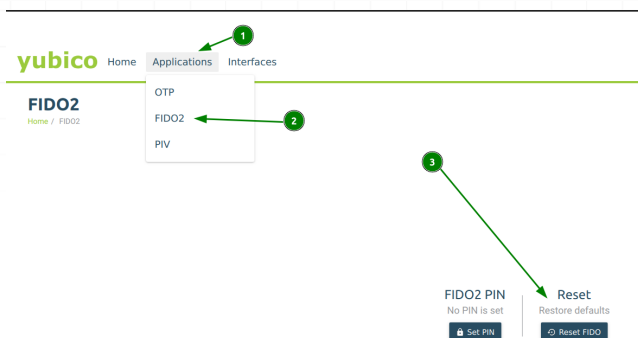 1
yubico Home Applications Interfaces
OTP
FIDO2
Home / FIDO2
FIDO2
2
PIV
3
FIDO2 PIN
No PIN is set
Set PIN
Reset
Restore defaults
Reset FIDO